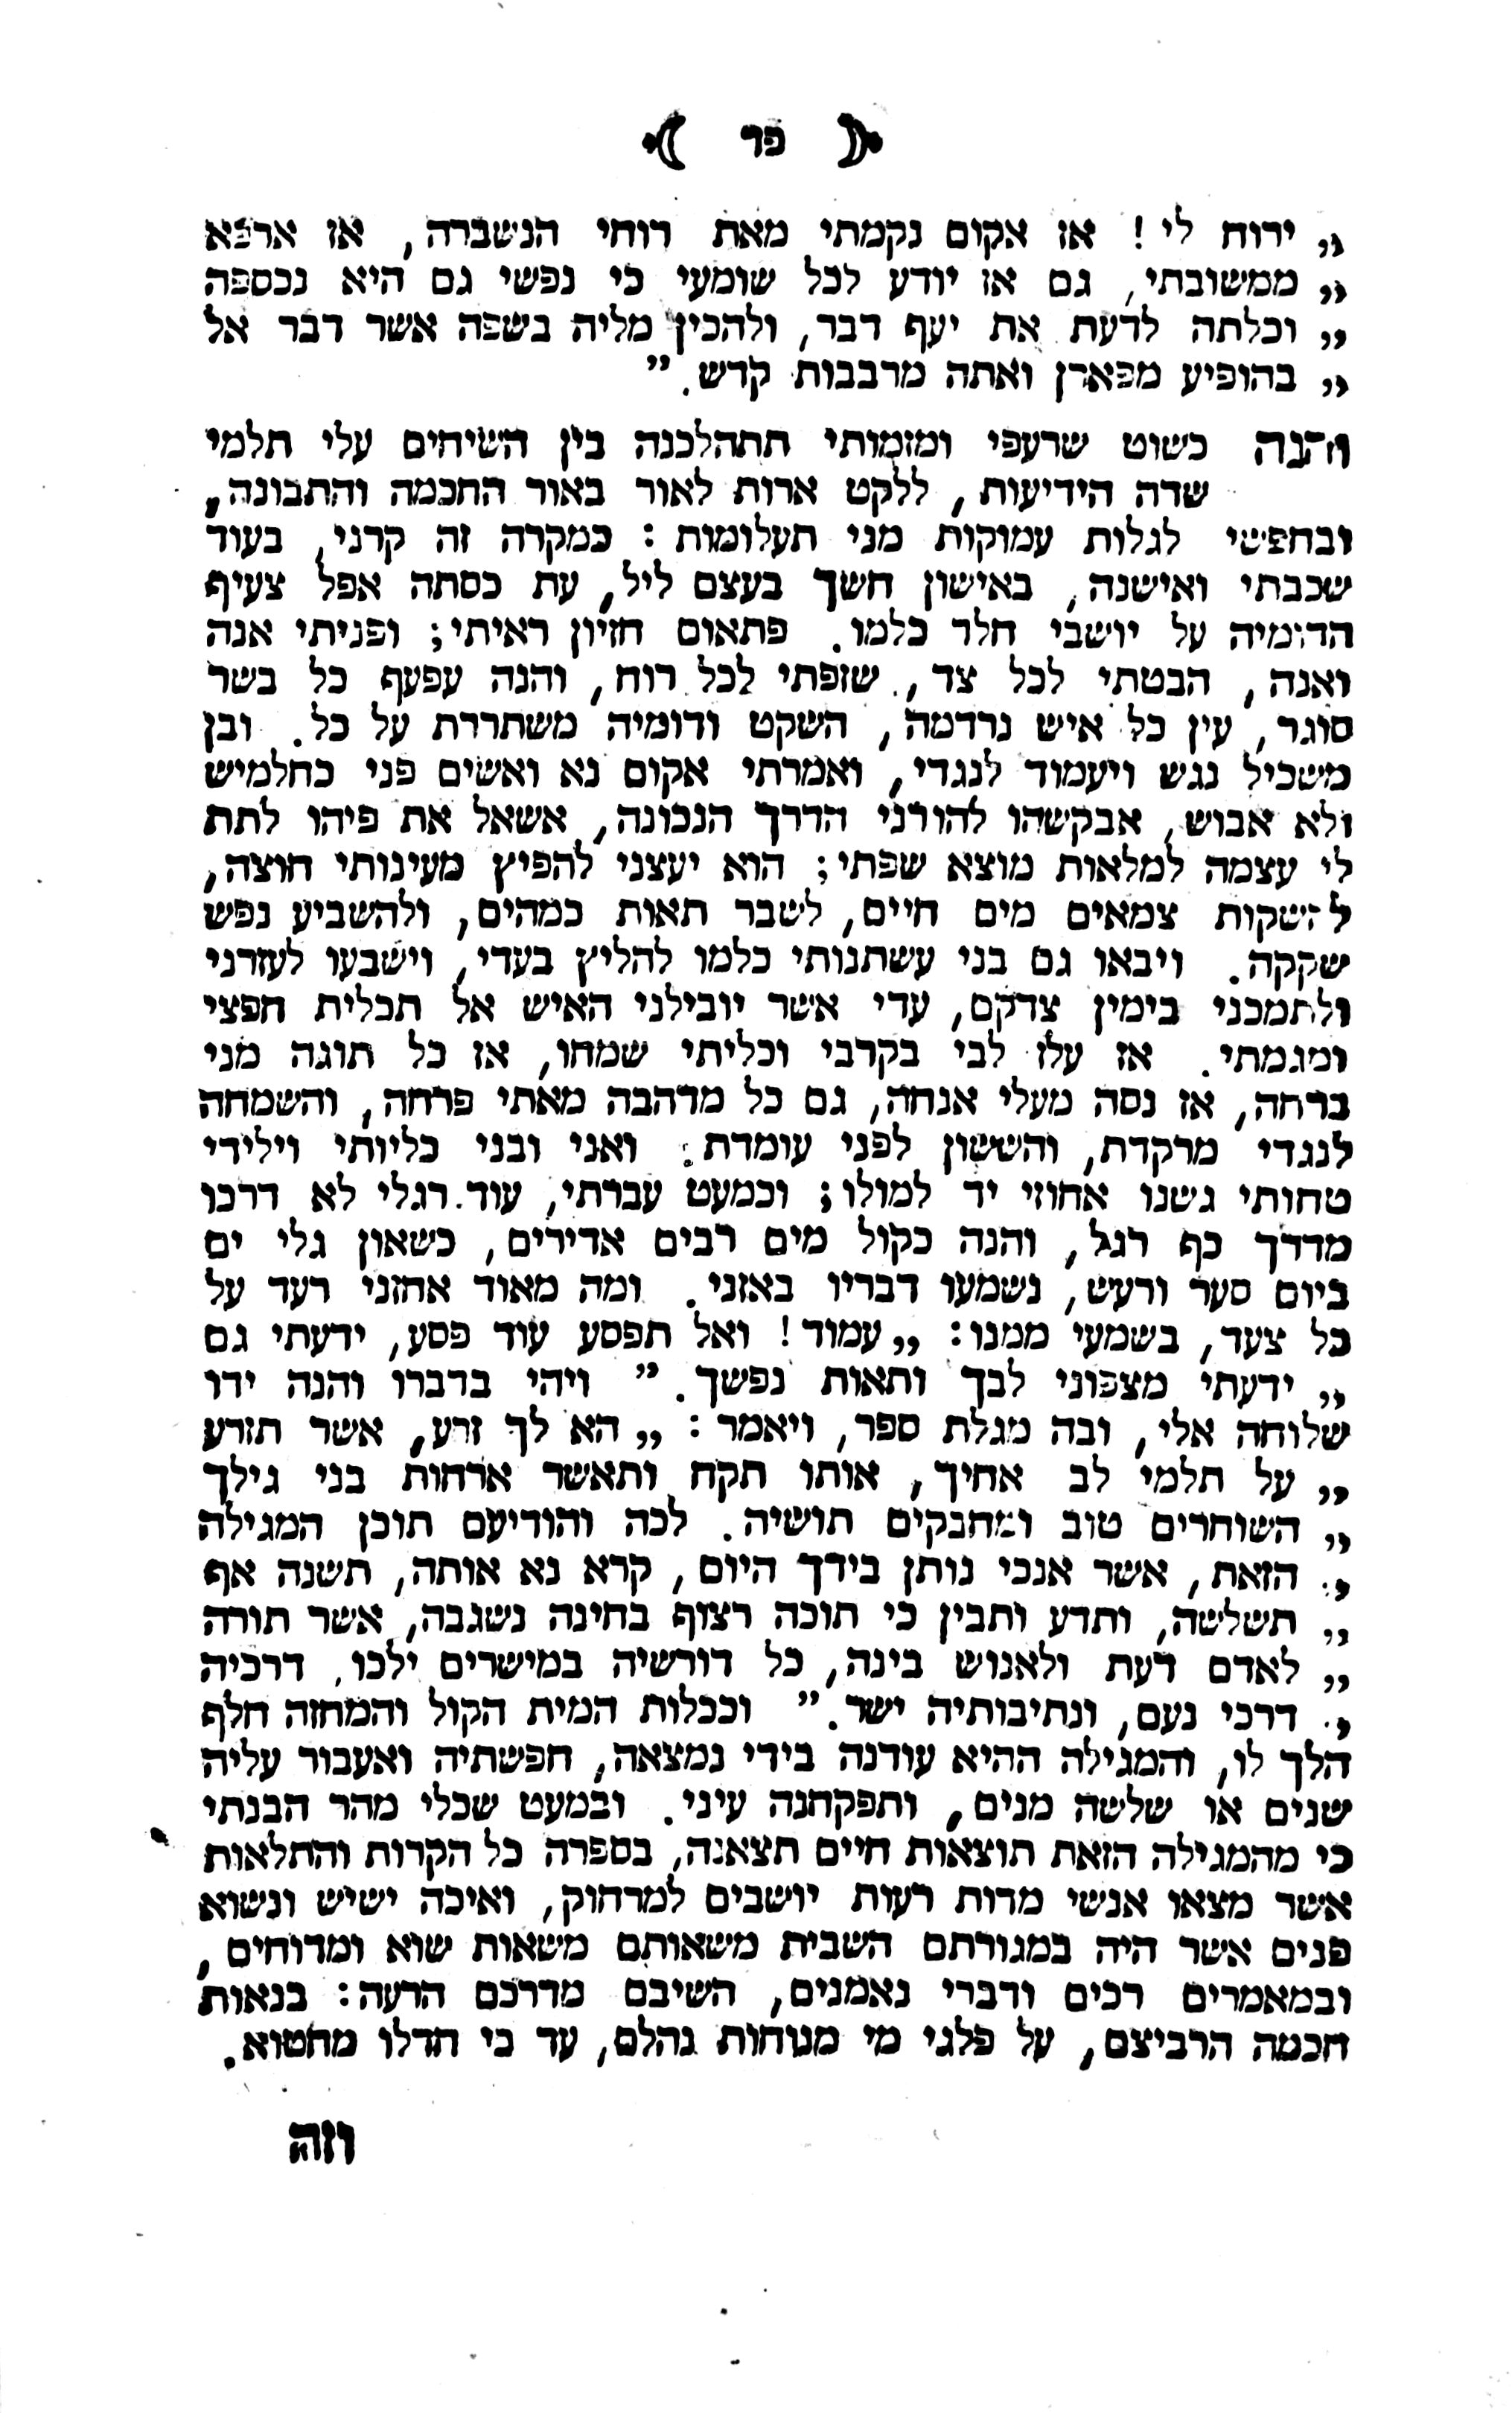 פד
„ ירוח לי! אז אקום נקמתי מאת רוחי הנשברה, אז ארפא
„ ממשובתי, גם אז יודע לכל שומעי כי נפשי גם היא נכספה
„ וכלתה לדעת את יעף דבר, ולהכין מליה בשפה אשר דבר אל
„ בהופיע מפארן ואתה מרבבות קדש.”
והנה כשוט שרעפי ומזמותי תתהלכנה בין השיחים עלי תלמי
שדה הידיעות, ללקט ארות לאור באור החכמה והתבונה,
ובחפשי לגלות עמוקות מני תעלומות: כמקרה זה קרני, בעוד
שכבתי ואישנה, באישון חשך בעצם ליל, עת כסתה אפל צעיף
הדומיה על יושבי חלד כלמו. פתאום חזיון ראיתי; ופניתי אנה
ואנה, הבטתי לכל צד, שזפתי לכל רוח, והנה עפעף כל בשר
סוגר, עין כל איש נרדמה, השקט ודומיה משתררת על כל. ובן
משכיל נגש ויעמוד לנגדי, ואמרתי אקום נא ואשים פני כחלמיש
ולא אבוש, אבקשהו להורני הדרך הנכונה, אשאל את פיהו לתת
לי עצמה למלאות מוצא שפתי; הוא יעצני להפיץ מעינותי חוצה,
להשקות צמאים מים חיים, לשבר תאות כמהים, ולהשביע נפש
שקקה. ויבאו גם בני עשתנותי כלמו להליץ בעדי, וישבעו לעזרני
ולתמכני בימין צדקם, עדי אשר יובילני האיש אל תכלית חפצי
ומגמתי. אז עלז לבי בקרבי וכליתי שמחו, אז כל תוגה מני
ברחה, אז נסה מעלי אנחה, גם כל מדהבה מאתי פרחה, והשמחה
לנגדי מרקדת, והששון לפני עומדת. ואני ובני כליותי וילידי
טחותי גשנו אחוזי יד למולו; וכמעט עברתי, עוד רגלי לא דרכו
מדרך כף רגל, והנה כקול מים רבים אדירים, כשאון גלי ים
ביום סער ורעש, נשמעו דבריו באזני. ומה מאוד אחזני רעד על
כל צעד, בשמעי ממנו: „עמוד! ואל תפסע עוד פסע, ידעתי גם
„ ידעתי מצפוני לבך ותאות נפשך.” ויהי בדברו והנה ידו
שלוחה אלי, ובה מגלת ספר, ויאמר: „הא לך זרע, אשר תזרע
„ על תלמי לב אחיך, אותו תקח ותאשר ארחות בני גילך
„ השוחרים טוב ומחבקים תושיה. לכה והודיעם תוכן המגילה
„ הזאת, אשר אנכי נותן בידך היום, קרא נא אותה, תשנה אף
„ תשלשה, ותדע ותבין כי תוכה רצוף בחינה נשגבה, אשר תורה
„ לאדם דעת ולאנוש בינה, כל דורשיה במישרים ילכו, דרכיה
„ דרכי נעם, ונתיבותיה ישר.” וככלות המית הקול והמחזה חלף
הלך לו, והמגילה ההיא עודנה בידי נמצאה, חפשתיה ואעבור עליה
שנים או שלשה מנים, ותפקחנה עיני. ובמעט שכלי מהר הבנתי
כי מהמגילה הזאת תוצאות חיים תצאנה, בספרה כל הקרות והתלאות
אשר מצאו אנשי מדות רעות יושבים למרחוק, ואיכה ישיש ונשוא
פנים אשר היה במגורתם השבית משאותם משאות שוא ומדוחים,
ובמאמרים רכים ודברי נאמנים, השיבם מדרכם הרעה: בנאות
חכמה הרביצם, על פלגי מי מנוחות נהלם, עד כי חדלו מחטוא.
וזה